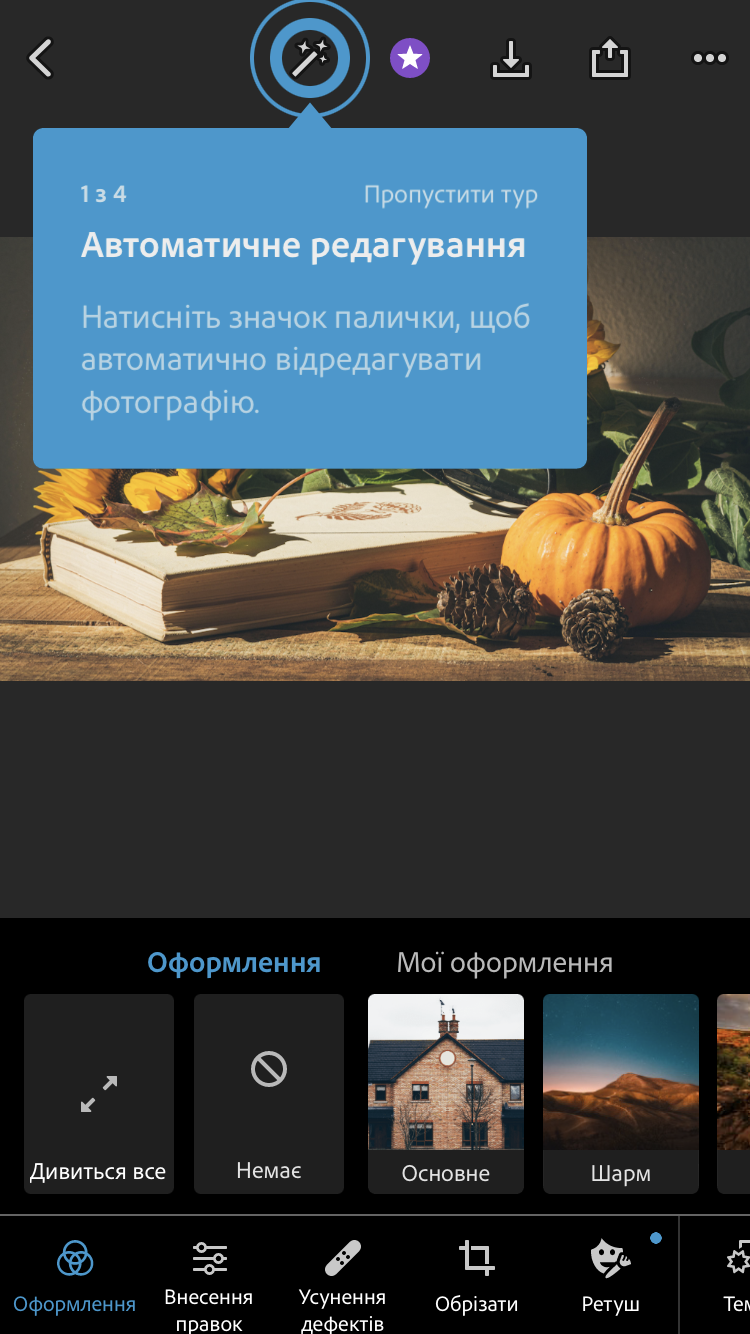 1 з 4
Пропустити тур
Автоматичне редагування
Натисніть значок палички, щоб
автоматично відредагувати
фотографію.
Оформлення
Мої оформлення
Дивиться все
Немає
Основне
Шарм
Оформлення
Внесення
правок
Усунення
дефектів
Обрізати
Ретуш